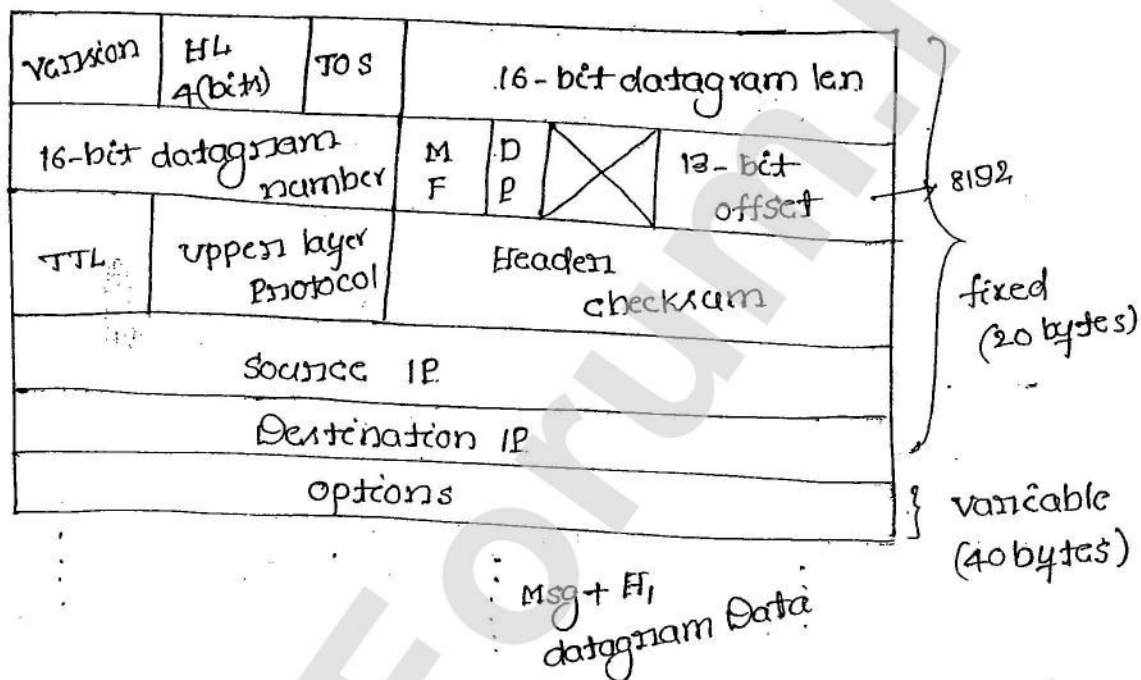 Version
HL
4(bits)
TOS
16-bit datagram len
16-bit datagram
number
M
F
D
P
13-bit
offset
8192
TTL
Upper layer
Protocol
Header
checksum
fixed
(20 bytes)
Source IP
Destination IP
options
variable
(40 bytes)
Msg + H1
datagram Data
Forum.